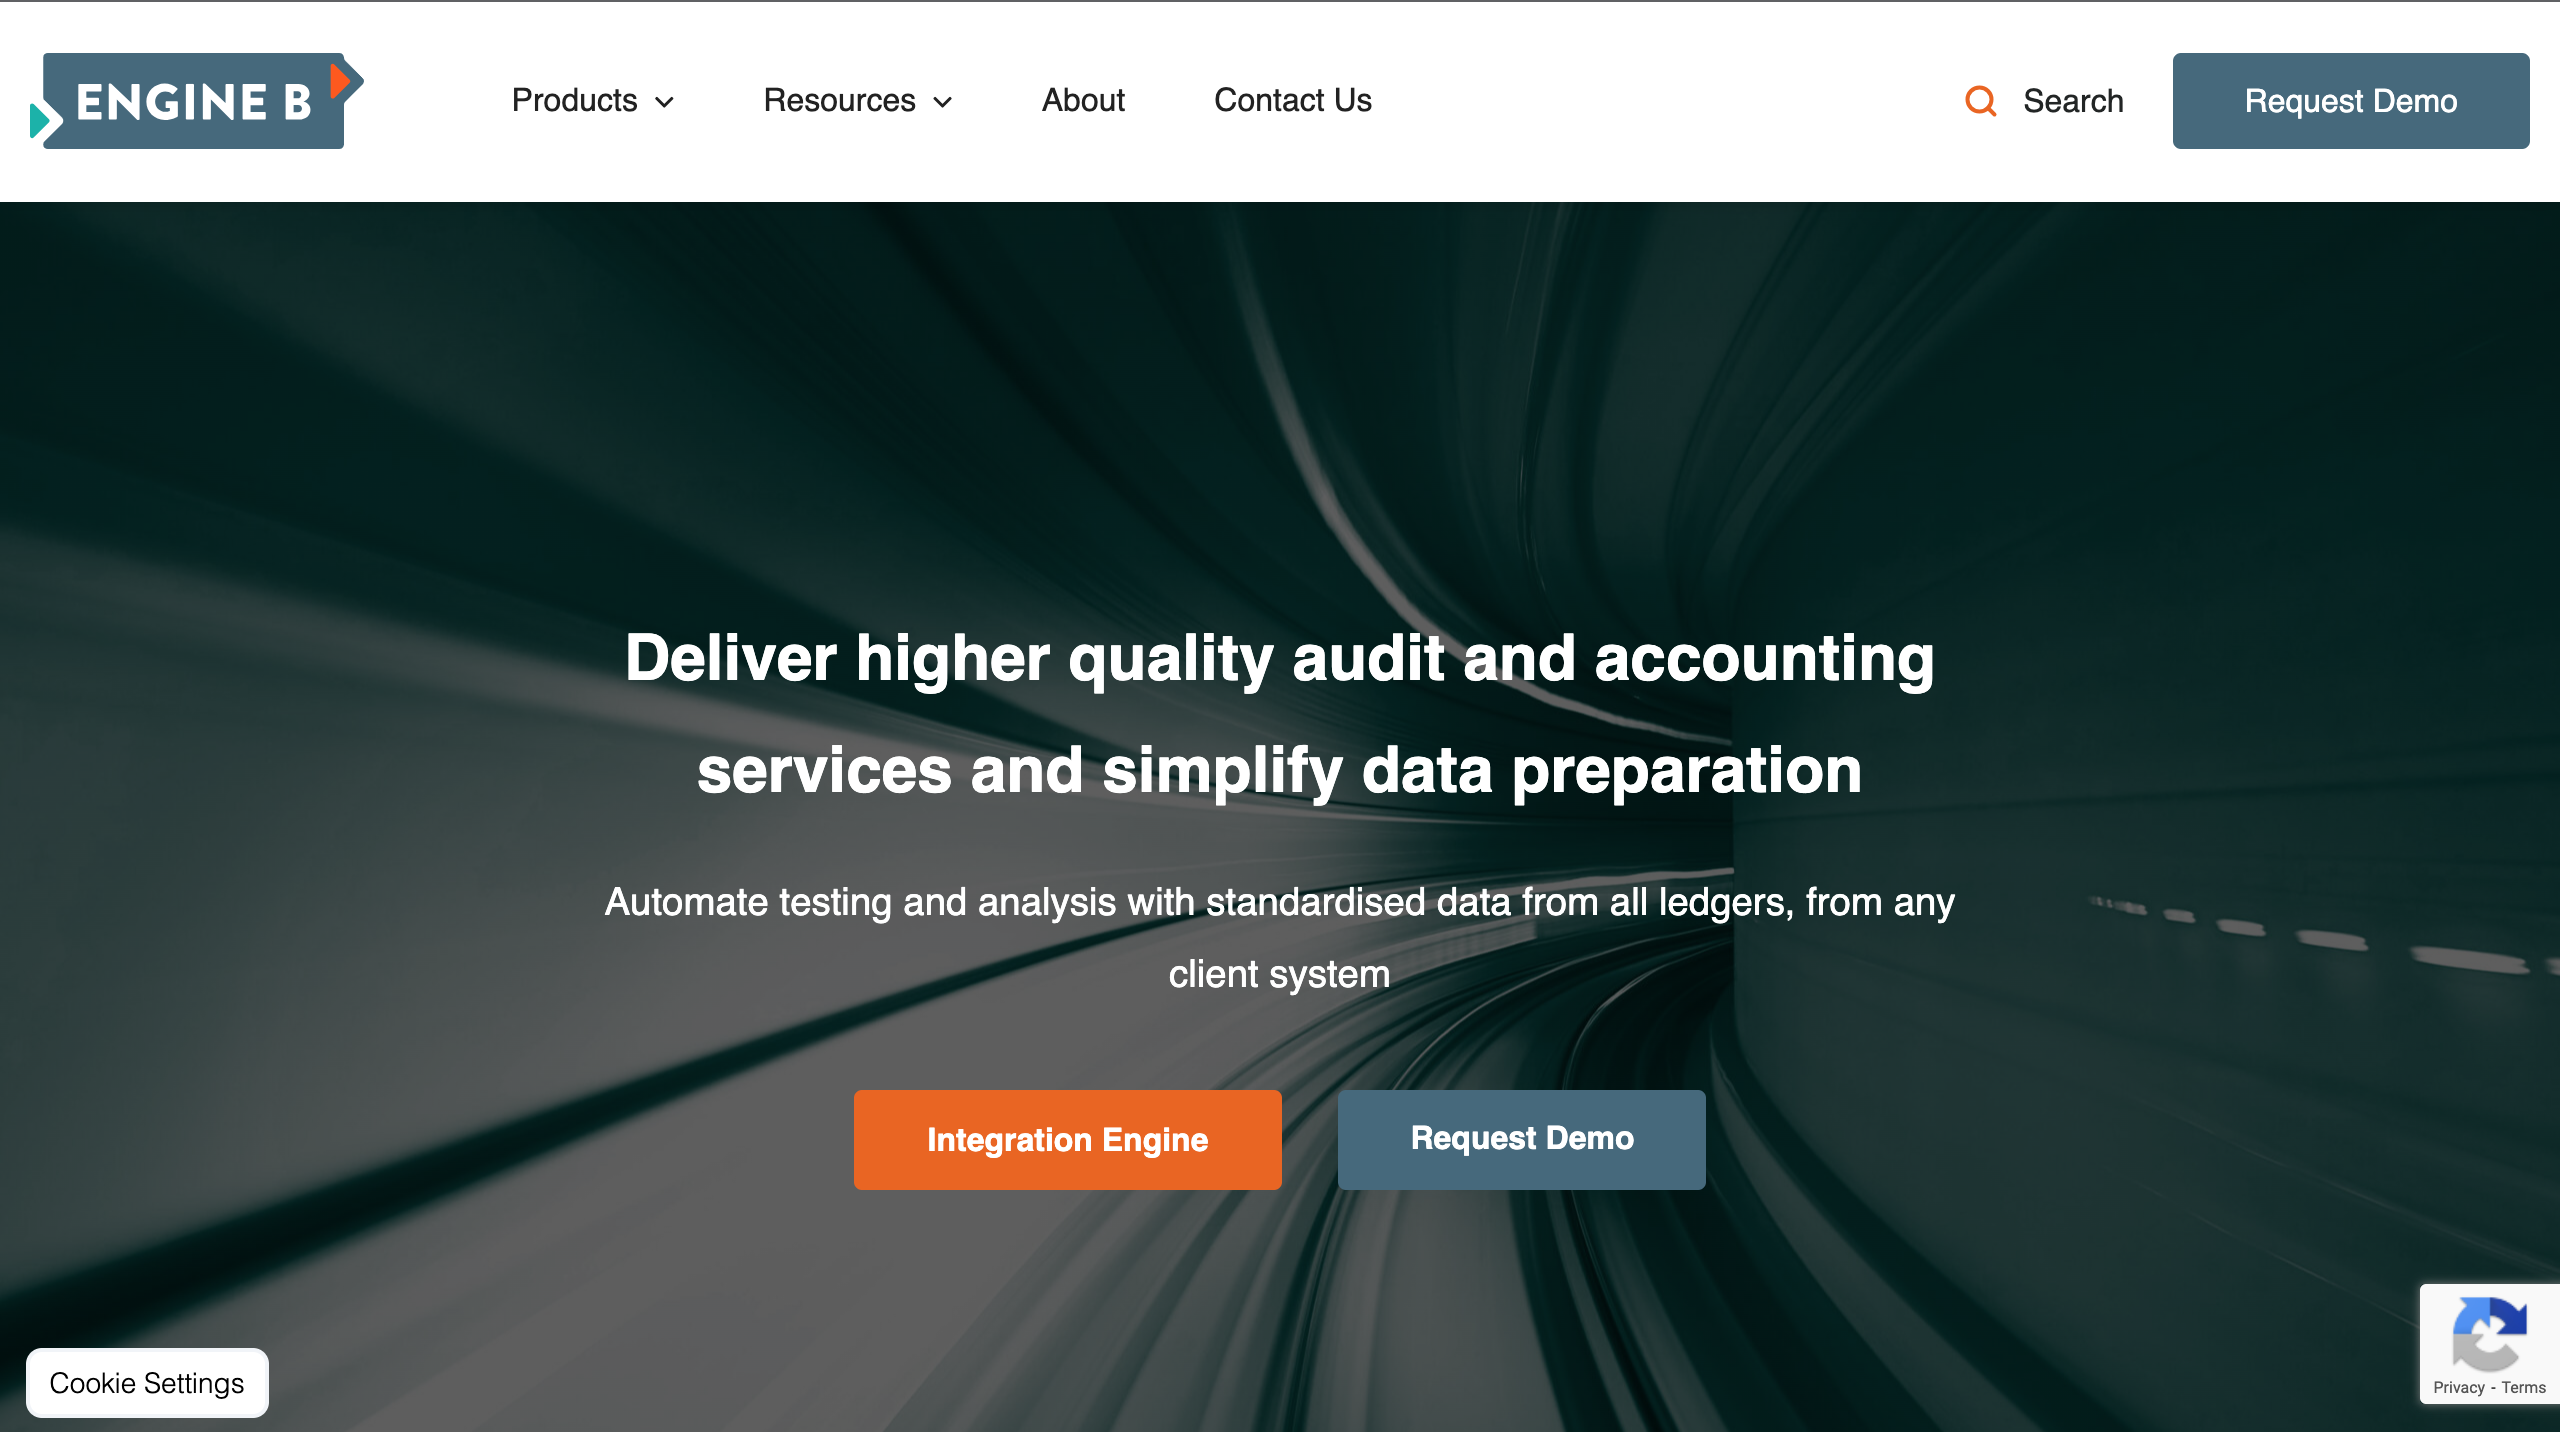 ENGINE B
Products
Resources
About
Contact Us
Search
Request Demo
Deliver higher quality audit and accounting
services and simplify data preparation
Automate testing and analysis with standardised data from all ledgers, from any
client system
Integration Engine
Request Demo
Cookie Settings
Privacy - Terms